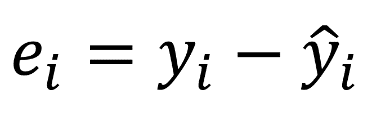 eᵢ = yᵢ − ŷᵢ